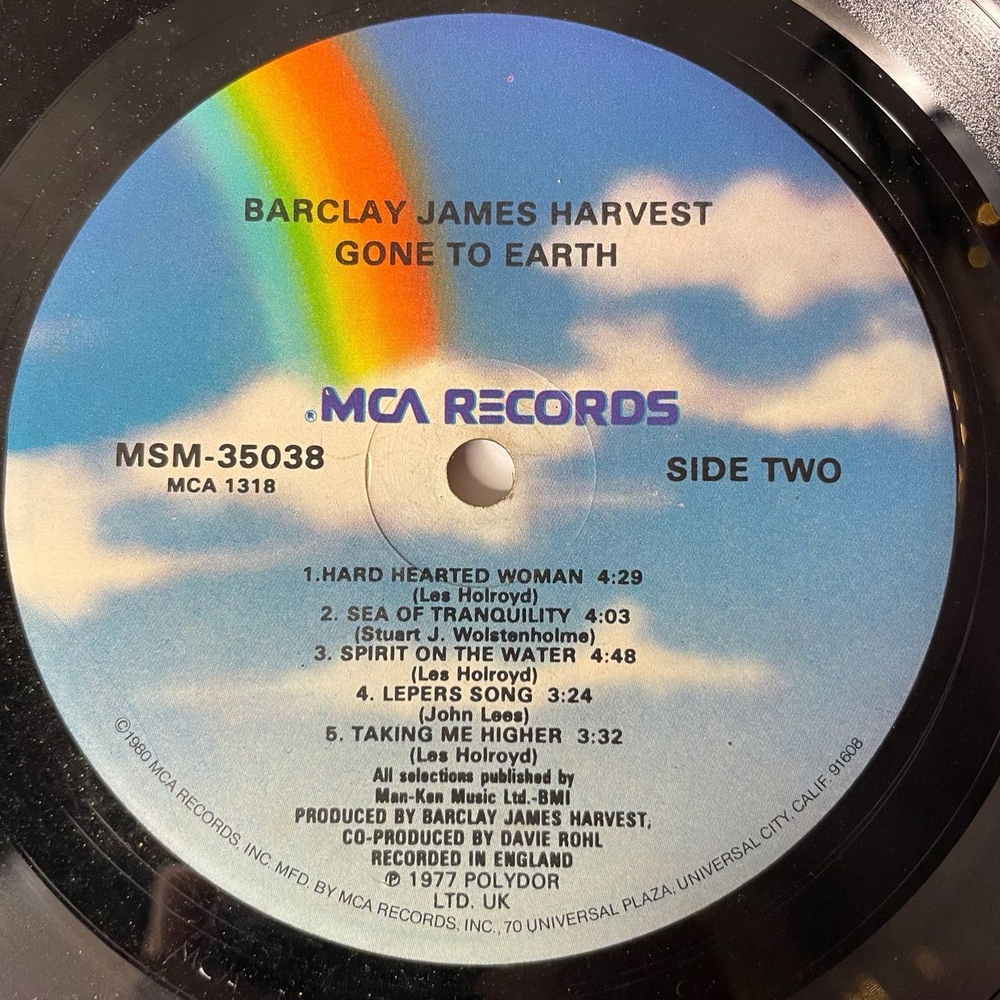 BARCLAY JAMES HARVEST
GONE TO EARTH
® MCA RECORDS
MSM-35038
MCA 1318
SIDE TWO
1.HARD HEARTED WOMAN 4:29
(Les Holroyd)
2. SEA OF TRANQUILITY 4:03
(Stuart J. Wolstenholme)
3. SPIRIT ON THE WATER 4:48
(Les Holroyd)
4. LEPERS SONG 3:24
(John Lees)
5. TAKING ME HIGHER 3:32
(Les Holroyd)
All selections published by
Man-Ken Music Ltd.-BMI
PRODUCED BY BARCLAY JAMES HARVEST,
CO-PRODUCED BY DAVIE ROHL
RECORDED IN ENGLAND
℗ 1977 POLYDOR
LTD. UK
©1980 MCA RECORDS, INC. MFD. BY MCA RECORDS, INC., 70 UNIVERSAL PLAZA, UNIVERSAL CITY, CALIF. 91608